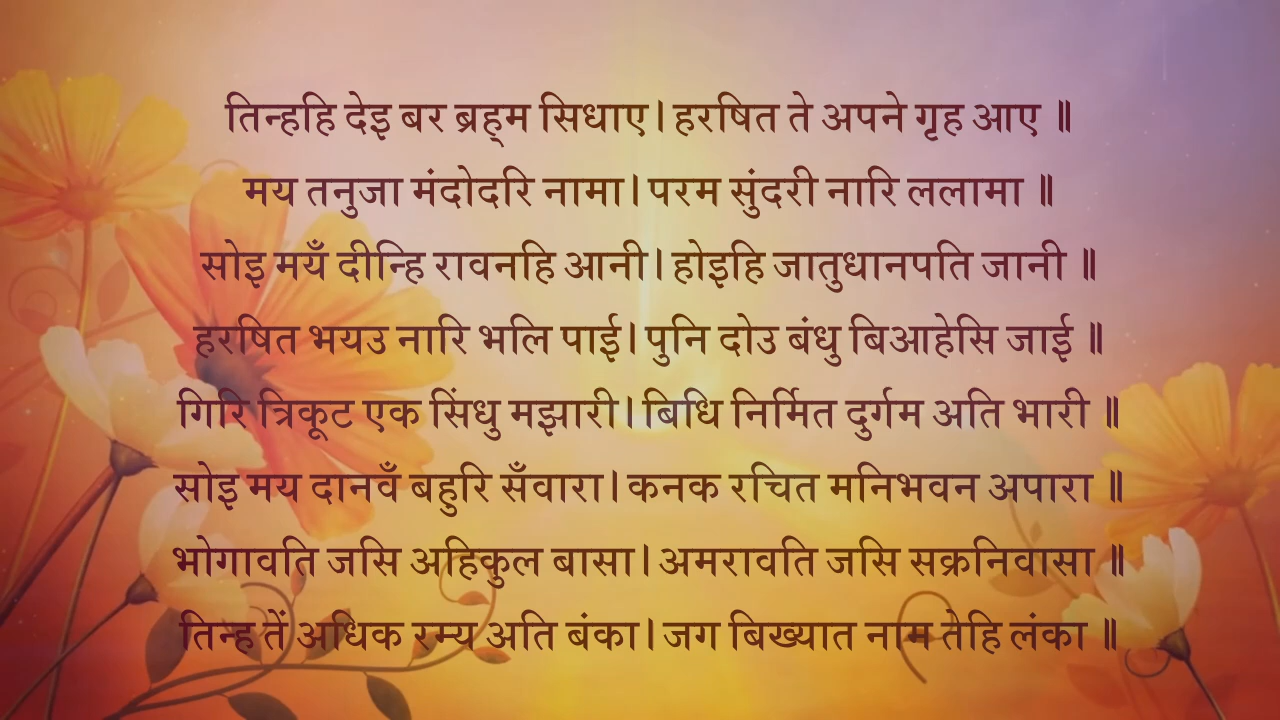 तिन्हहि देइ बर ब्रह्‌म सिधाए। हरषित ते अपने गृह आए ॥
मय तनुजा मंदोदरि नामा। परम सुंदरी नारि ललामा ॥
सोइ मयँ दीन्हि रावनहि आनी। होइहि जातुधानपति जानी ॥
हरषित भयउ नारि भलि पाई। पुनि दोउ बंधु बिआहेसि जाई ॥
गिरि त्रिकूट एक सिंधु मझारी। बिधि निर्मित दुर्गम अति भारी ॥
सोइ मय दानवँ बहुरि सँवारा। कनक रचित मनिभवन अपारा ॥
भोगावति जसि अहिकुल बासा। अमरावति जसि सक्रनिवासा ॥
तिन्ह तें अधिक रम्य अति बंका। जग बिख्यात नाम तेहि लंका ॥